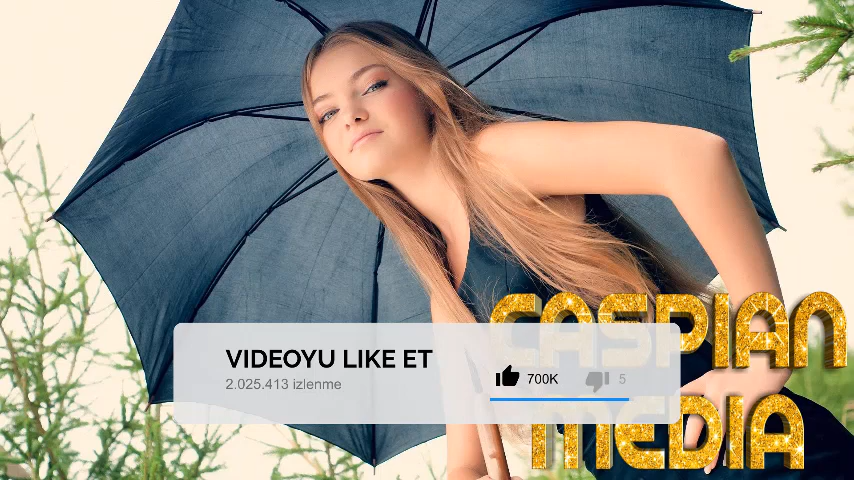 CASPIAN
MEDIA
VIDEOYU LIKE ET
2.025.413 izlenme
700K 5